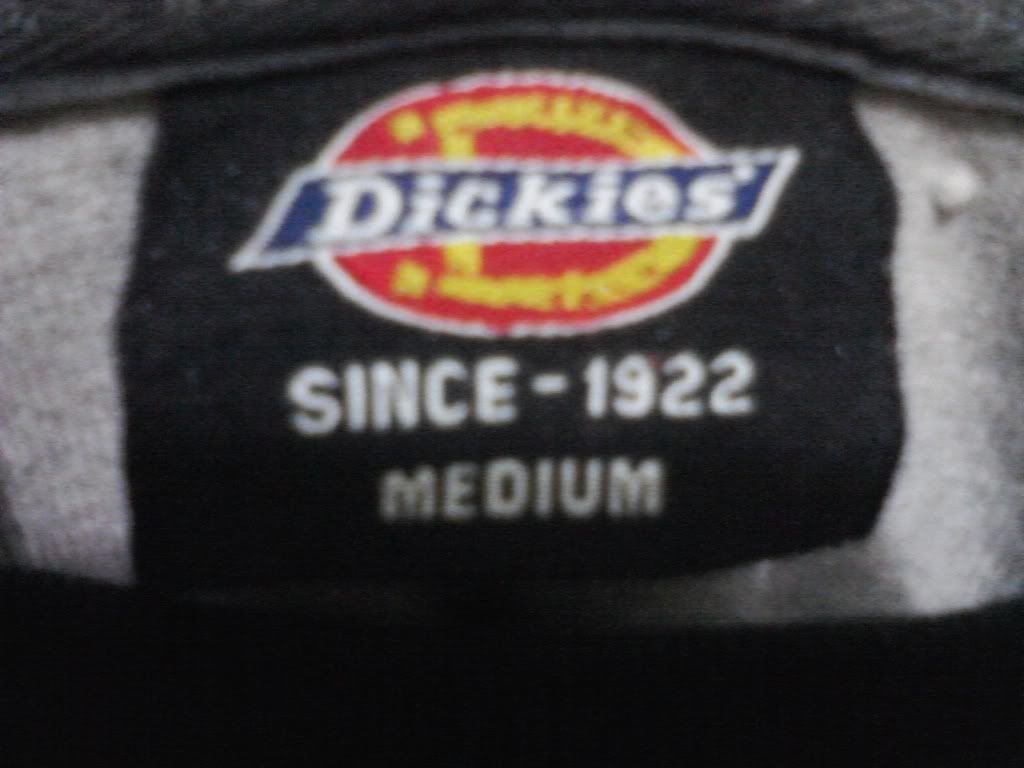 Dickies
SINCE - 1922
MEDIUM